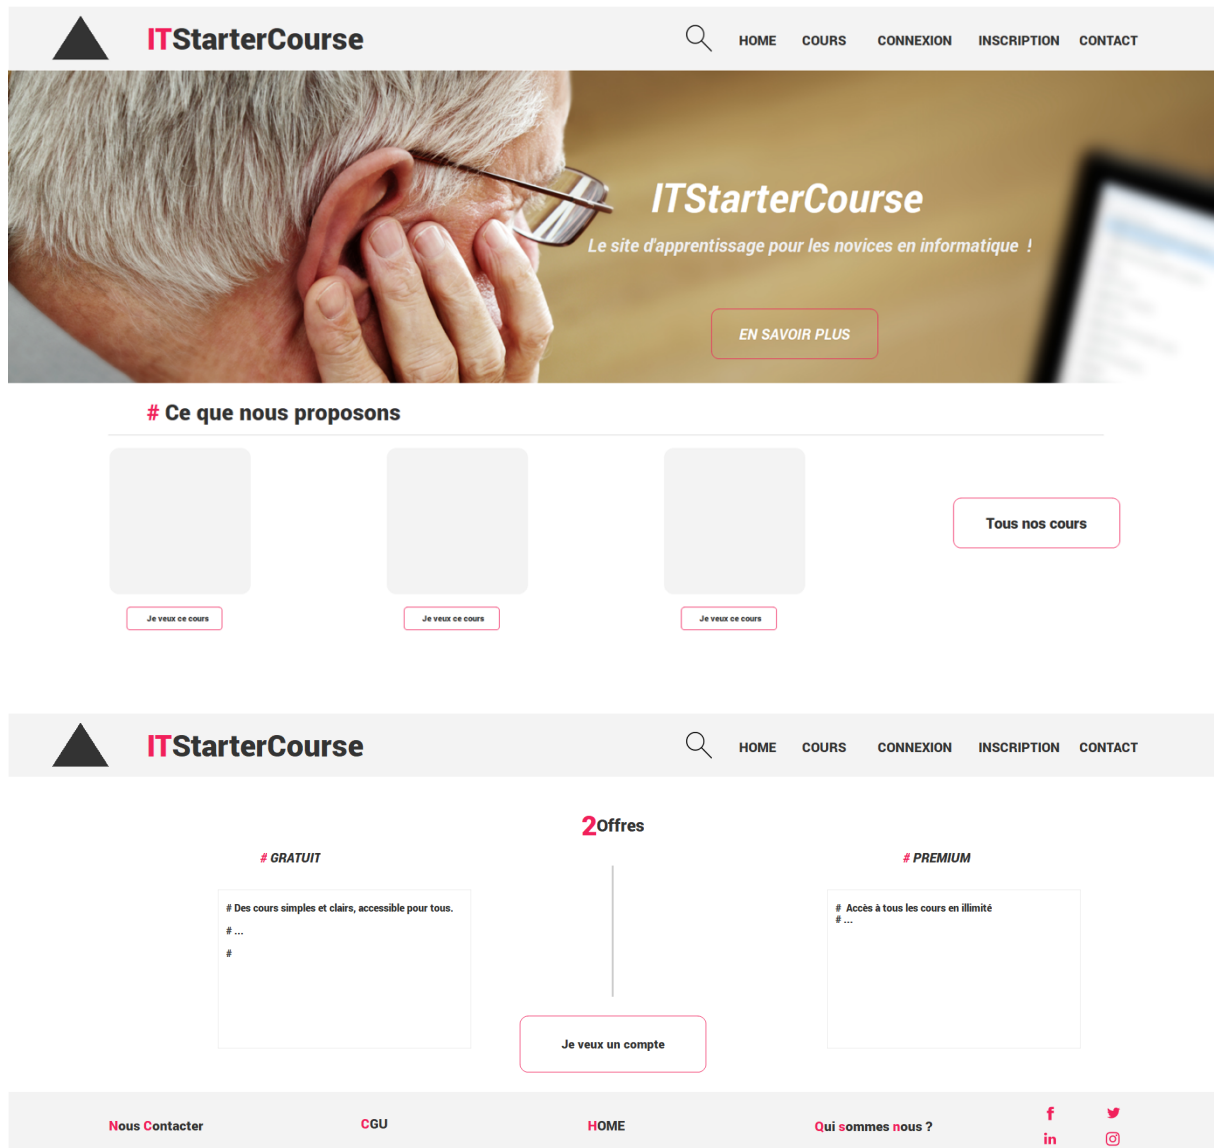 ITStarterCourse
HOME COURS CONNEXION INSCRIPTION CONTACT
ITStarterCourse
Le site d'apprentissage pour les novices en informatique !
EN SAVOIR PLUS
# Ce que nous proposons
Tous nos cours
Je veux ce cours Je veux ce cours Je veux ce cours
ITStarterCourse
HOME COURS CONNEXION INSCRIPTION CONTACT
2Offres
# GRATUIT
# PREMIUM
# Des cours simples et clairs, accessible pour tous.
# ...
#
# Accès à tous les cours en illimité
# ...
Je veux un compte
Nous Contacter CGU HOME Qui sommes nous ?